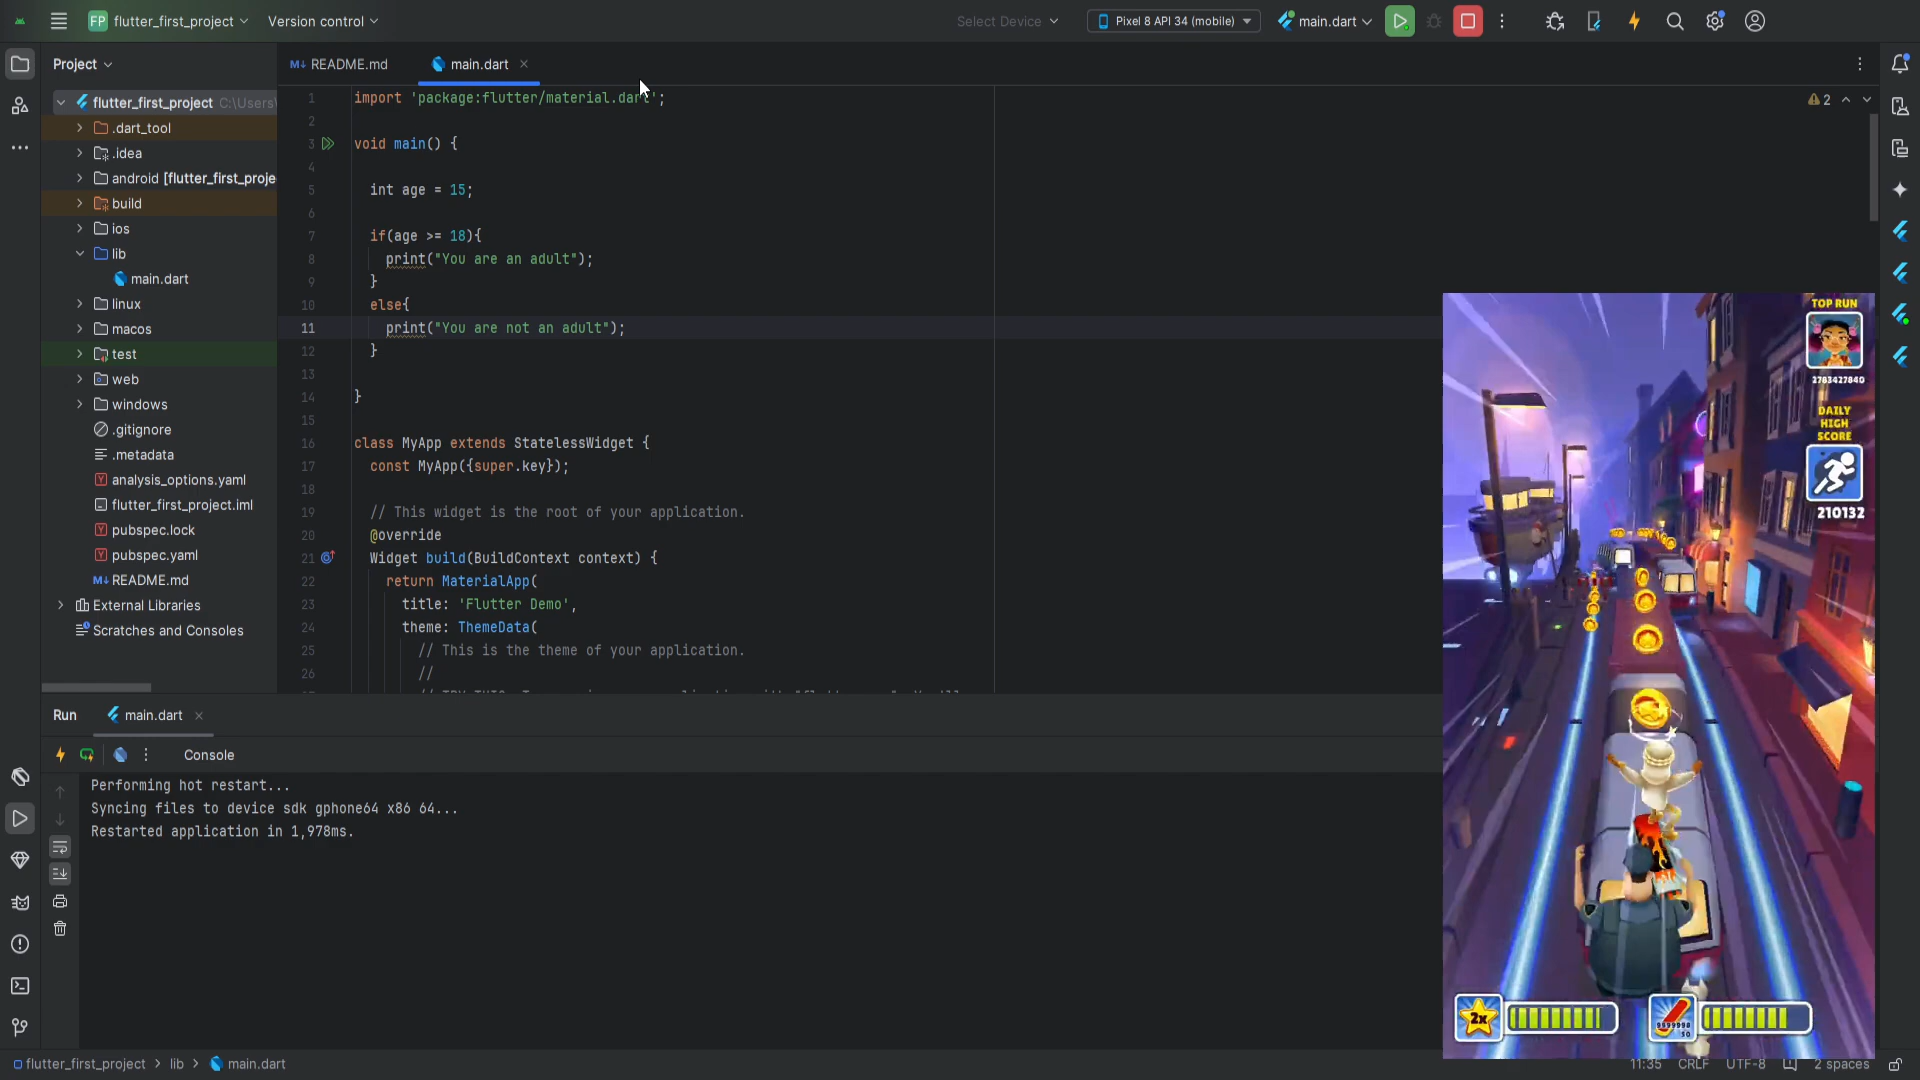 FP flutter_first_project
Version control
Select Device
Pixel 8 API 34 (mobile)
main.dart
Project
README.md
main.dart
flutter_first_project C:\Users
.dart_tool
.idea
android [flutter_first_proje
build
ios
lib
main.dart
linux
macos
test
web
windows
.gitignore
.metadata
analysis_options.yaml
flutter_first_project.iml
pubspec.lock
pubspec.yaml
README.md
External Libraries
Scratches and Consoles
2
1 import 'package:flutter/material.dart';
2
3 void main() {
4
5 int age = 15;
6
7 if(age >= 18){
8 print("You are an adult");
9 }
10 else{
11 print("You are not an adult");
12 }
13
14 }
15
16 class MyApp extends StatelessWidget {
17 const MyApp({super.key});
18
19 // This widget is the root of your application.
20 @override
21 Widget build(BuildContext context) {
22 return MaterialApp(
23 title: 'Flutter Demo',
24 theme: ThemeData(
25 // This is the theme of your application.
26 //
TOP RUN
2783427840
DAILY
HIGH
SCORE
210132
2x
9999998
50
Run
main.dart
Console
Performing hot restart...
Syncing files to device sdk gphone64 x86 64...
Restarted application in 1,978ms.
flutter_first_project > lib > main.dart
11:35 CRLF UTF-8 2 spaces